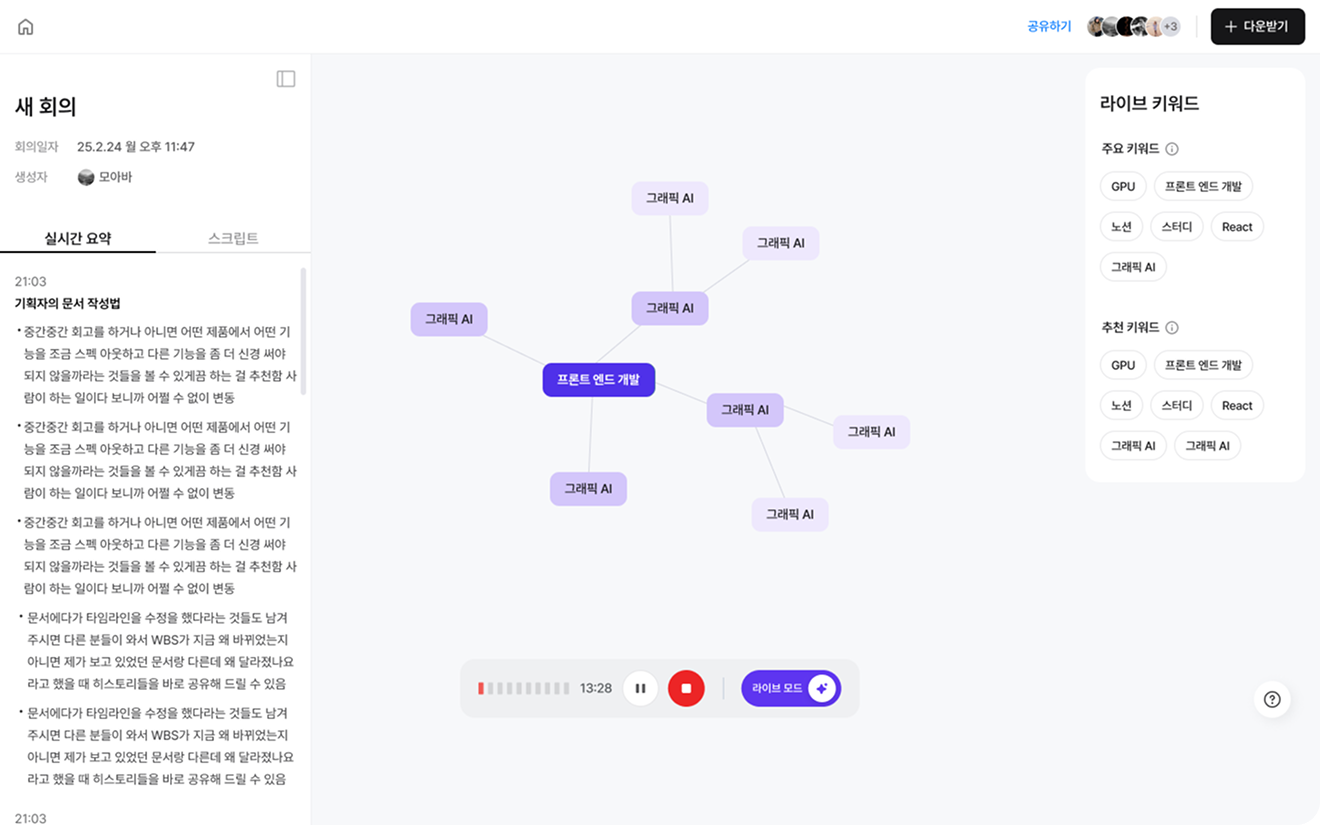 공유하기
+3
다운받기
새 회의
회의일자 25.2.24 월 오후 11:47
생성자 모아바
실시간 요약 스크립트
21:03
기획자의 문서 작성법
• 중간중간 회고를 하거나 아니면 어떤 제품에서 어떤 기
능을 조금 스펙 아웃하고 다른 기능을 좀 더 신경 써야
되지 않을까라는 것들을 볼 수 있게끔 하는 걸 추천함 사
람이 하는 일이다 보니까 어쩔 수 없이 변동
• 중간중간 회고를 하거나 아니면 어떤 제품에서 어떤 기
능을 조금 스펙 아웃하고 다른 기능을 좀 더 신경 써야
되지 않을까라는 것들을 볼 수 있게끔 하는 걸 추천함 사
람이 하는 일이다 보니까 어쩔 수 없이 변동
• 중간중간 회고를 하거나 아니면 어떤 제품에서 어떤 기
능을 조금 스펙 아웃하고 다른 기능을 좀 더 신경 써야
되지 않을까라는 것들을 볼 수 있게끔 하는 걸 추천함 사
람이 하는 일이다 보니까 어쩔 수 없이 변동
• 문서에다가 타임라인을 수정을 했다라는 것들도 남겨
주시면 다른 분들이 와서 WBS가 지금 왜 바뀌었는지
아니면 제가 보고 있었던 문서랑 다른데 왜 달라졌나요
라고 했을 때 히스토리들을 바로 공유해 드릴 수 있음
• 문서에다가 타임라인을 수정을 했다라는 것들도 남겨
주시면 다른 분들이 와서 WBS가 지금 왜 바뀌었는지
아니면 제가 보고 있었던 문서랑 다른데 왜 달라졌나요
라고 했을 때 히스토리들을 바로 공유해 드릴 수 있음
21:03
그래픽 AI
그래픽 AI
그래픽 AI
그래픽 AI
프론트 엔드 개발
그래픽 AI
그래픽 AI
그래픽 AI
그래픽 AI
13:28
라이브 모드
라이브 키워드
주요 키워드
GPU 프론트 엔드 개발
노션 스터디 React
그래픽 AI
추천 키워드
GPU 프론트 엔드 개발
노션 스터디 React
그래픽 AI 그래픽 AI